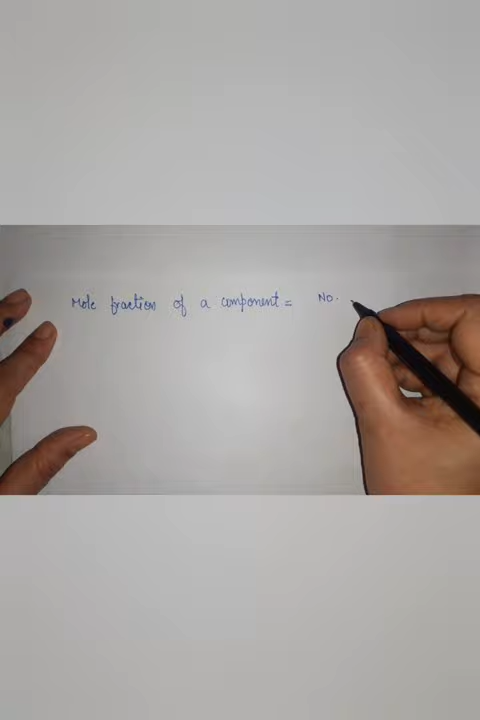 Mole fraction of a component = No.